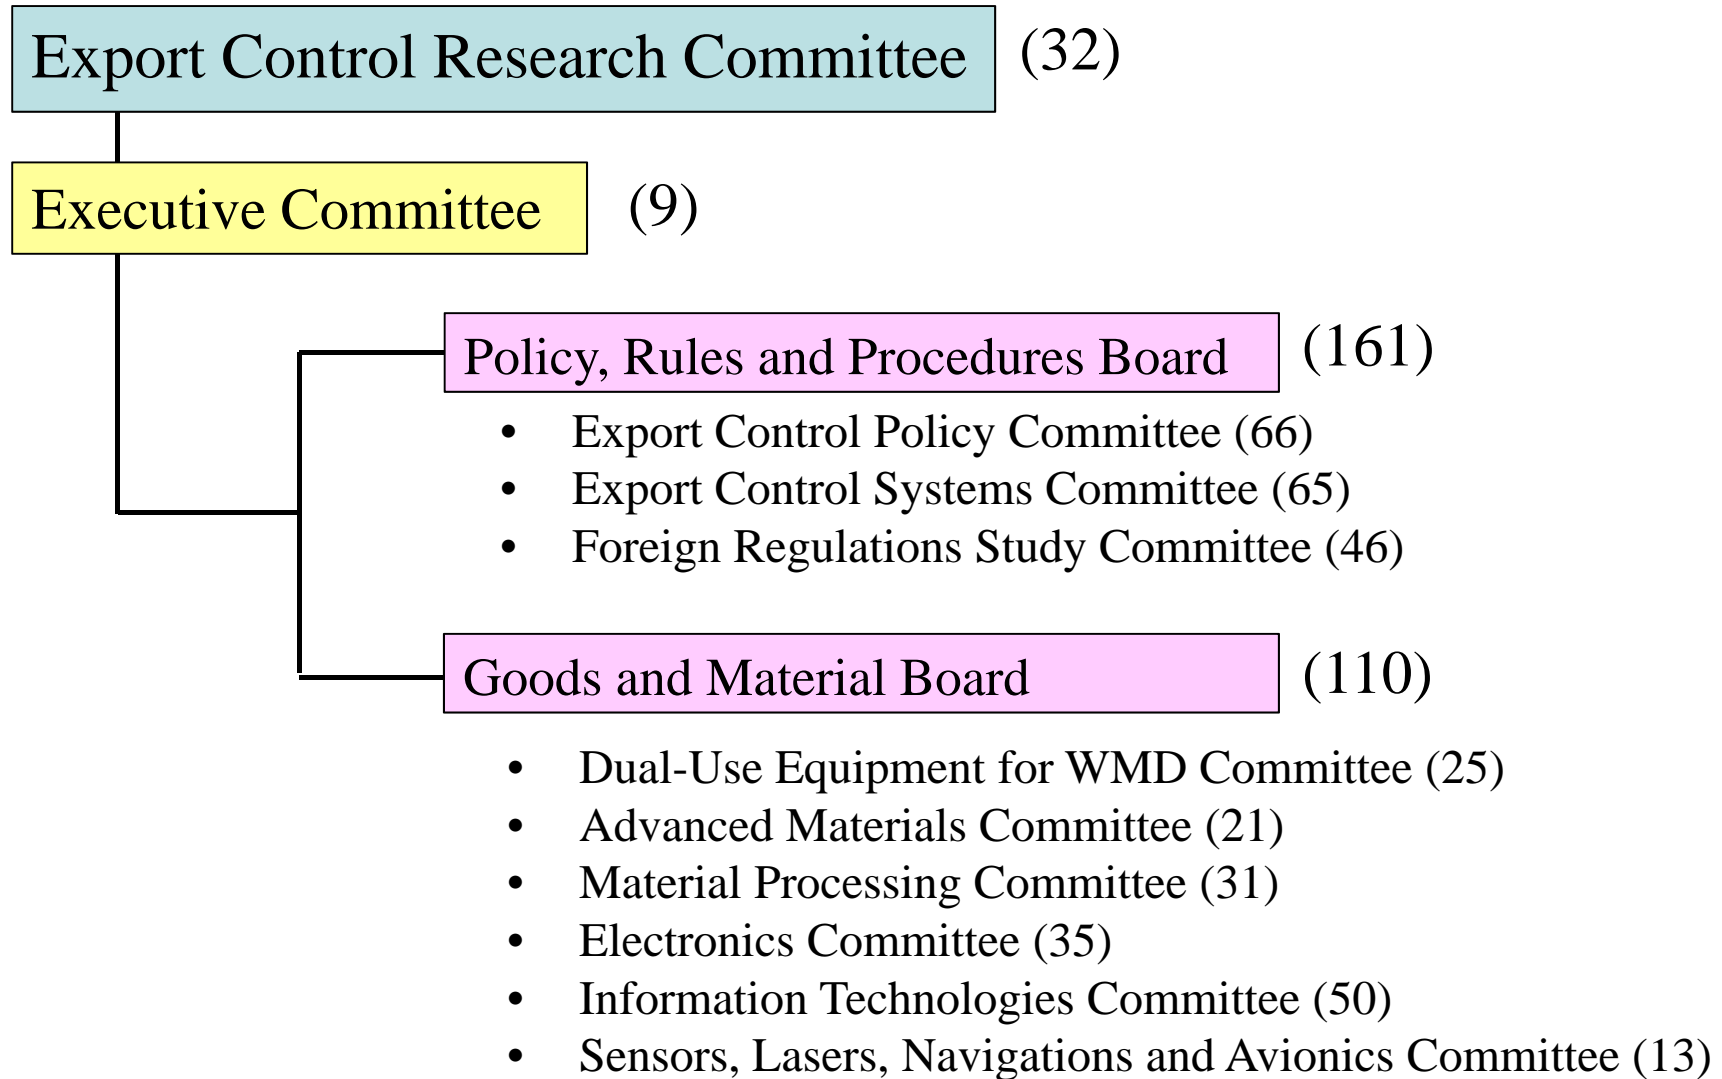 Export Control Research Committee (32)
Executive Committee (9)
Policy, Rules and Procedures Board (161)
• Export Control Policy Committee (66)
• Export Control Systems Committee (65)
• Foreign Regulations Study Committee (46)
Goods and Material Board (110)
• Dual-Use Equipment for WMD Committee (25)
• Advanced Materials Committee (21)
• Material Processing Committee (31)
• Electronics Committee (35)
• Information Technologies Committee (50)
• Sensors, Lasers, Navigations and Avionics Committee (13)